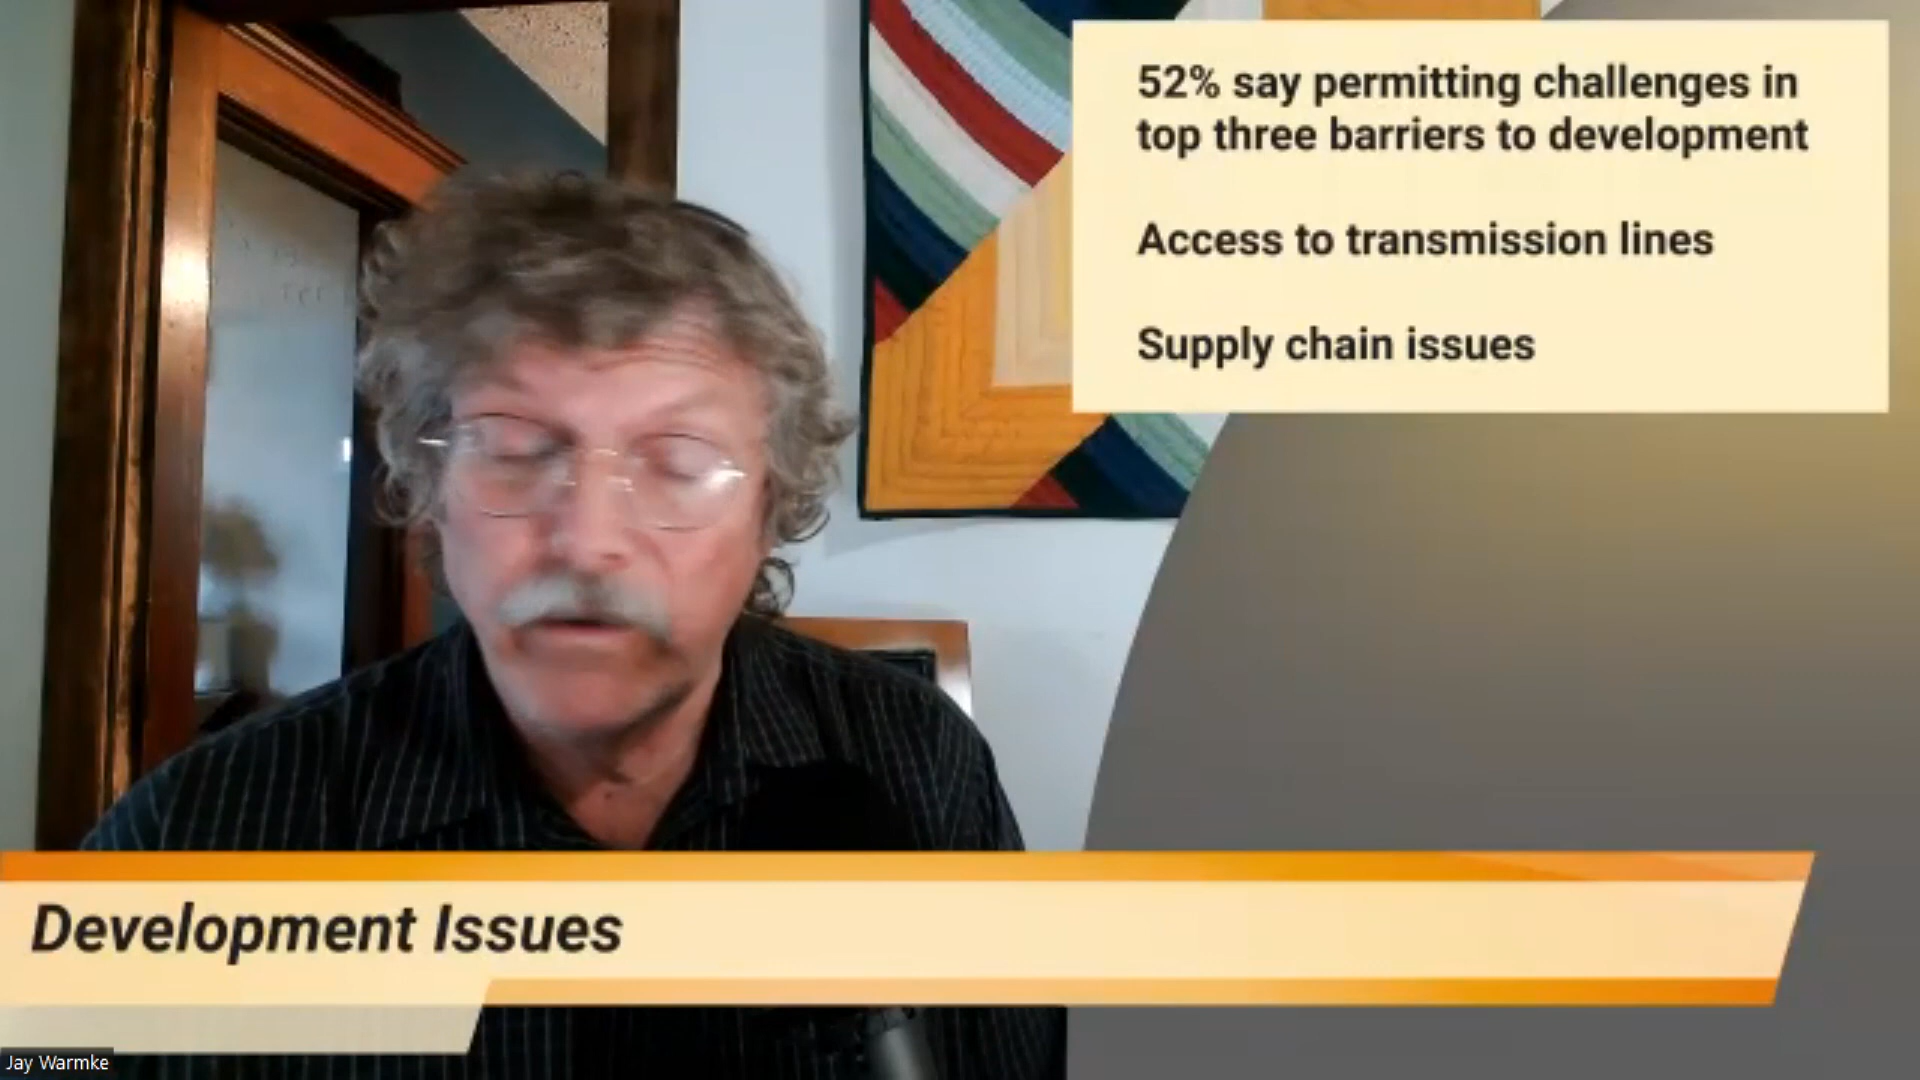 52% say permitting challenges in
top three barriers to development
Access to transmission lines
Supply chain issues
Development Issues
Jay Warmke